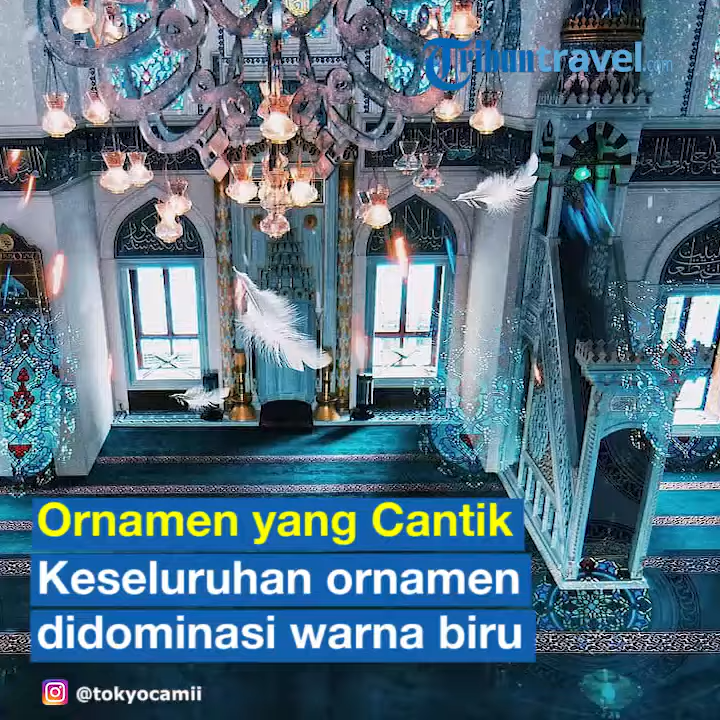 Tribuntravel.com
Ornamen yang Cantik
Keseluruhan ornamen
didominasi warna biru
@tokyocamii